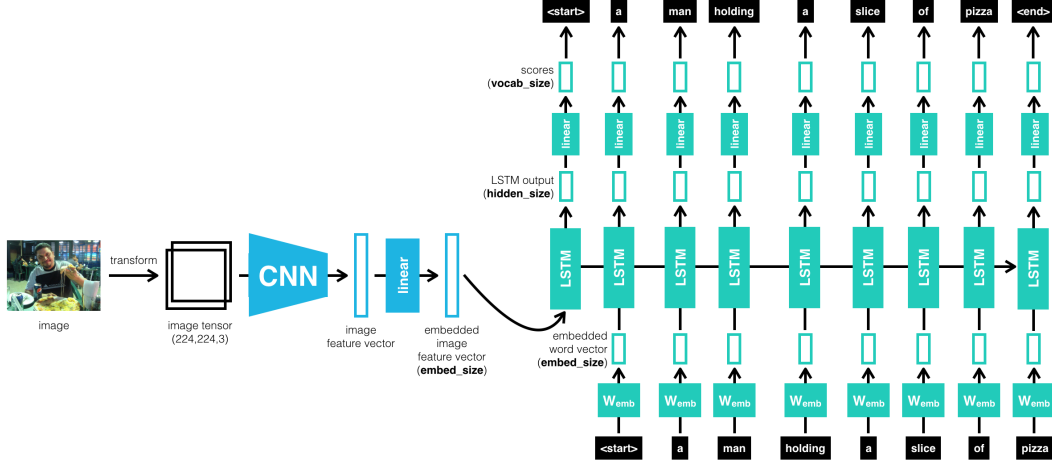 <start> a man holding a slice of pizza <end>
scores
(vocab_size)
linear linear linear linear linear linear linear linear linear
LSTM output
(hidden_size)
LSTM LSTM LSTM LSTM LSTM LSTM LSTM LSTM LSTM
transform
CNN
linear
image
image tensor
(224,224,3)
image
feature vector
embedded
image
feature vector
(embed_size)
embedded
word vector
(embed_size)
Wemb Wemb Wemb Wemb Wemb Wemb Wemb Wemb
<start> a man holding a slice of pizza